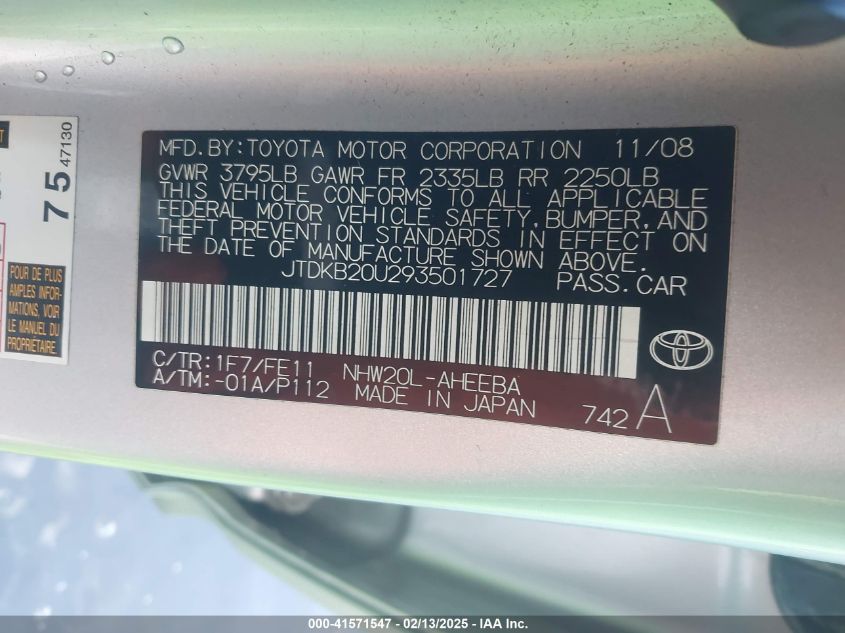 MFD.BY:TOYOTA MOTOR CORPORATION 11/08
GVWR 3795LB GAWR FR 2335LB RR 2250LB
THIS VEHICLE CONFORMS TO ALL APPLICABLE
FEDERAL MOTOR VEHICLE SAFETY, BUMPER, AND
THEFT PREVENTION STANDARDS IN EFFECT ON
THE DATE OF MANUFACTURE SHOWN ABOVE.
JTDKB20U293501727 PASS.CAR
C/TR:1F7/FE11 NHW20L-AHEEBA
A/TM:-01A/P112 MADE IN JAPAN 742 A
75 47130
POUR DE PLUS
AMPLES INFOR-
MATIONS, VOIR
LE MANUEL DU
PROPRIÉTAIRE.
000-41571547 - 02/13/2025 - IAAI Inc.